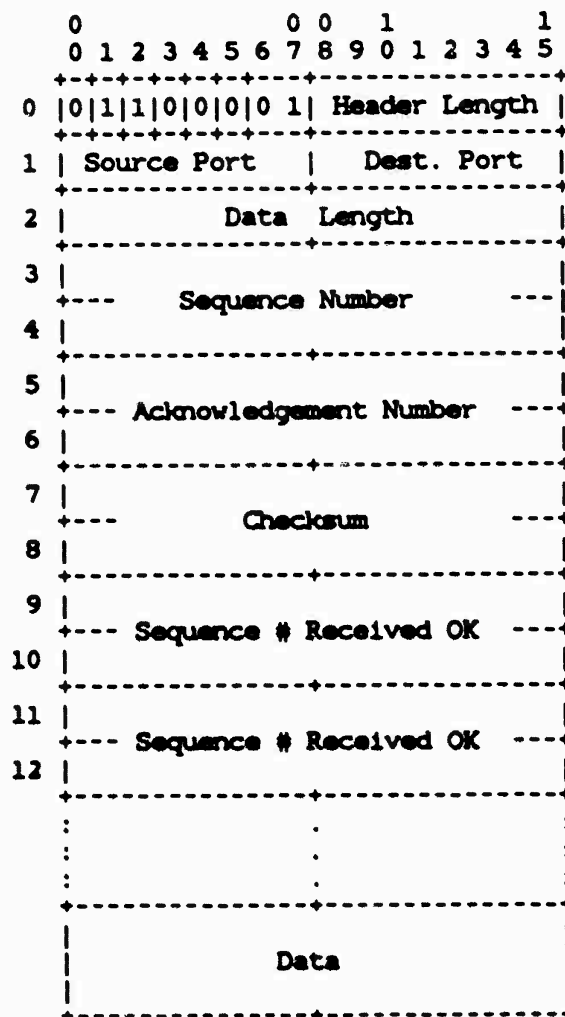 0 0 0 1 1
0 1 2 3 4 5 6 7 8 9 0 1 2 3 4 5
+-+-+-+-+-+-+-+-+---------------+
0 |0|1|1|0|0|0|0 1| Header Length |
+-+-+-+-+-+-+---+---------------+
1 | Source Port | Dest. Port |
+---------------+---------------+
2 | Data Length |
+---------------+---------------+
3 | |
+--- Sequence Number ---+
4 | |
+---------------+---------------+
5 | |
+--- Acknowledgement Number ---+
6 | |
+---------------+---------------+
7 | |
+--- Checksum ---+
8 | |
+---------------+---------------+
9 | |
+--- Sequence # Received OK ---+
10 | |
+---------------+---------------+
11 | |
+--- Sequence # Received OK ---+
12 | |
+---------------+---------------+
: . :
: . :
: . :
+---------------+---------------+
| |
| Data |
| |
+---------------+---------------+